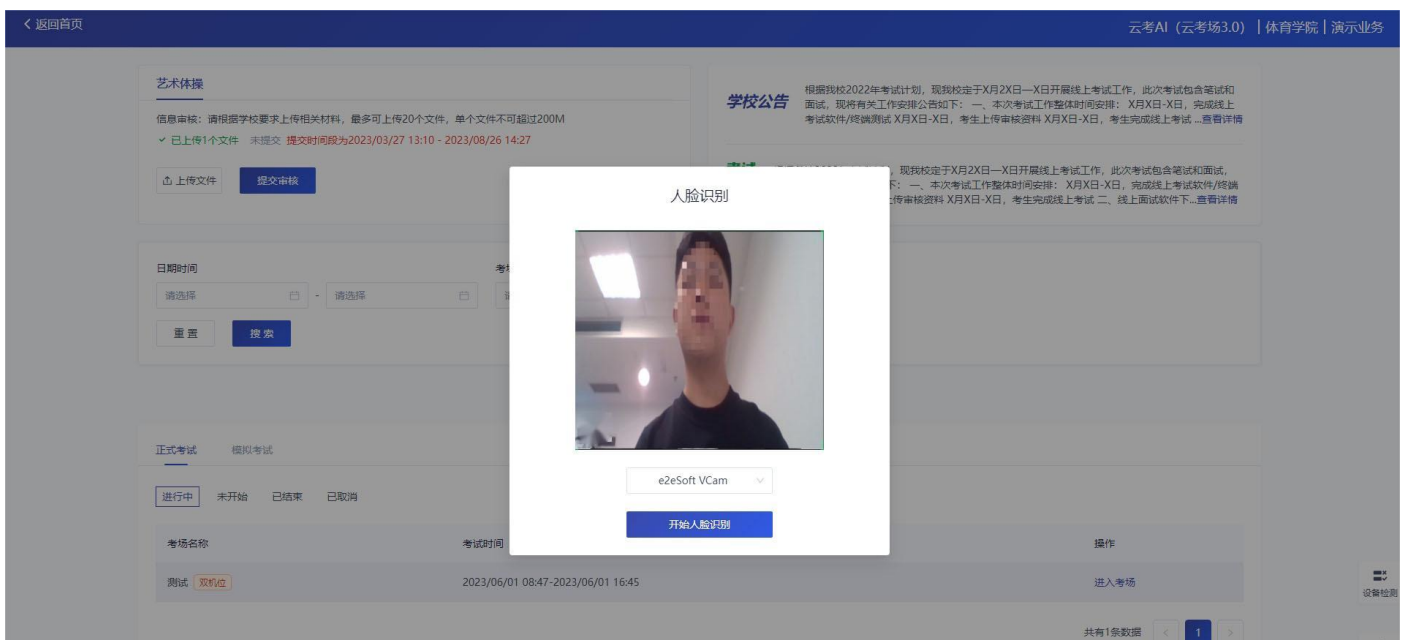 返回首页
云考AI（云考场3.0） | 体育学院 | 演示业务
艺术体操
信息审核：请根据学校要求上传相关材料，最多可上传20个文件，单个文件不可超过200M
已上传1个文件 未提交 提交时间段为2023/03/27 13:10 - 2023/08/26 14:27
上传文件 提交审核
学校公告
根据我校2022年考试计划，现我校定于X月2X日—X日开展线上考试工作，此次考试包含笔试和
面试，现将有关工作安排公告如下： 一、本次考试工作整体时间安排： X月X日-X日，完成线上
考试软件/终端测试 X月X日-X日，考生上传审核资料 X月X日-X日，考生完成线上考试 ...查看详情
，现我校定于X月2X日—X日开展线上考试工作，此次考试包含笔试和面试，
下： 一、本次考试工作整体时间安排： X月X日-X日，完成线上考试软件/终端
上传审核资料 X月X日-X日，考生完成线上考试 二、线上面试软件下...查看详情
人脸识别
日期时间
请选择 - 请选择
重置 搜索
e2eSoft VCam
开始人脸识别
正式考试 模拟考试
进行中 未开始 已结束 已取消
考场名称 考试时间 操作
测试 双机位 2023/06/01 08:47-2023/06/01 16:45 进入考场
设备检测
共有1条数据 < 1 >